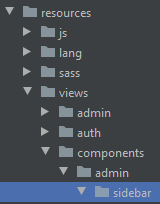 resources
js
lang
sass
views
admin
auth
components
admin
sidebar